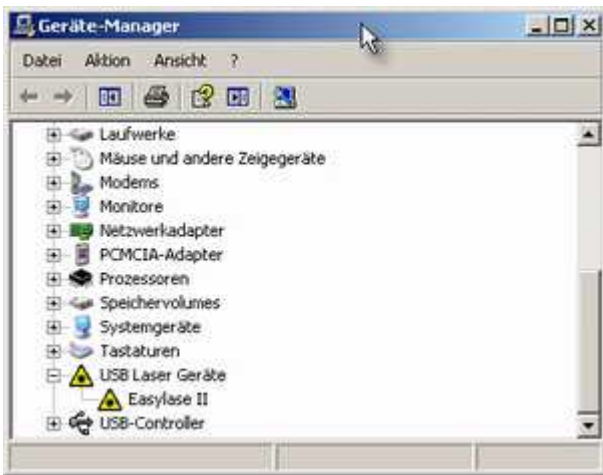 Geräte-Manager
Datei Aktion Ansicht ?
Laufwerke
Mäuse und andere Zeigegeräte
Modems
Monitore
Netzwerkadapter
PCMCIA-Adapter
Prozessoren
Speichervolumes
Systemgeräte
Tastaturen
USB Laser Geräte
Easylase II
USB-Controller